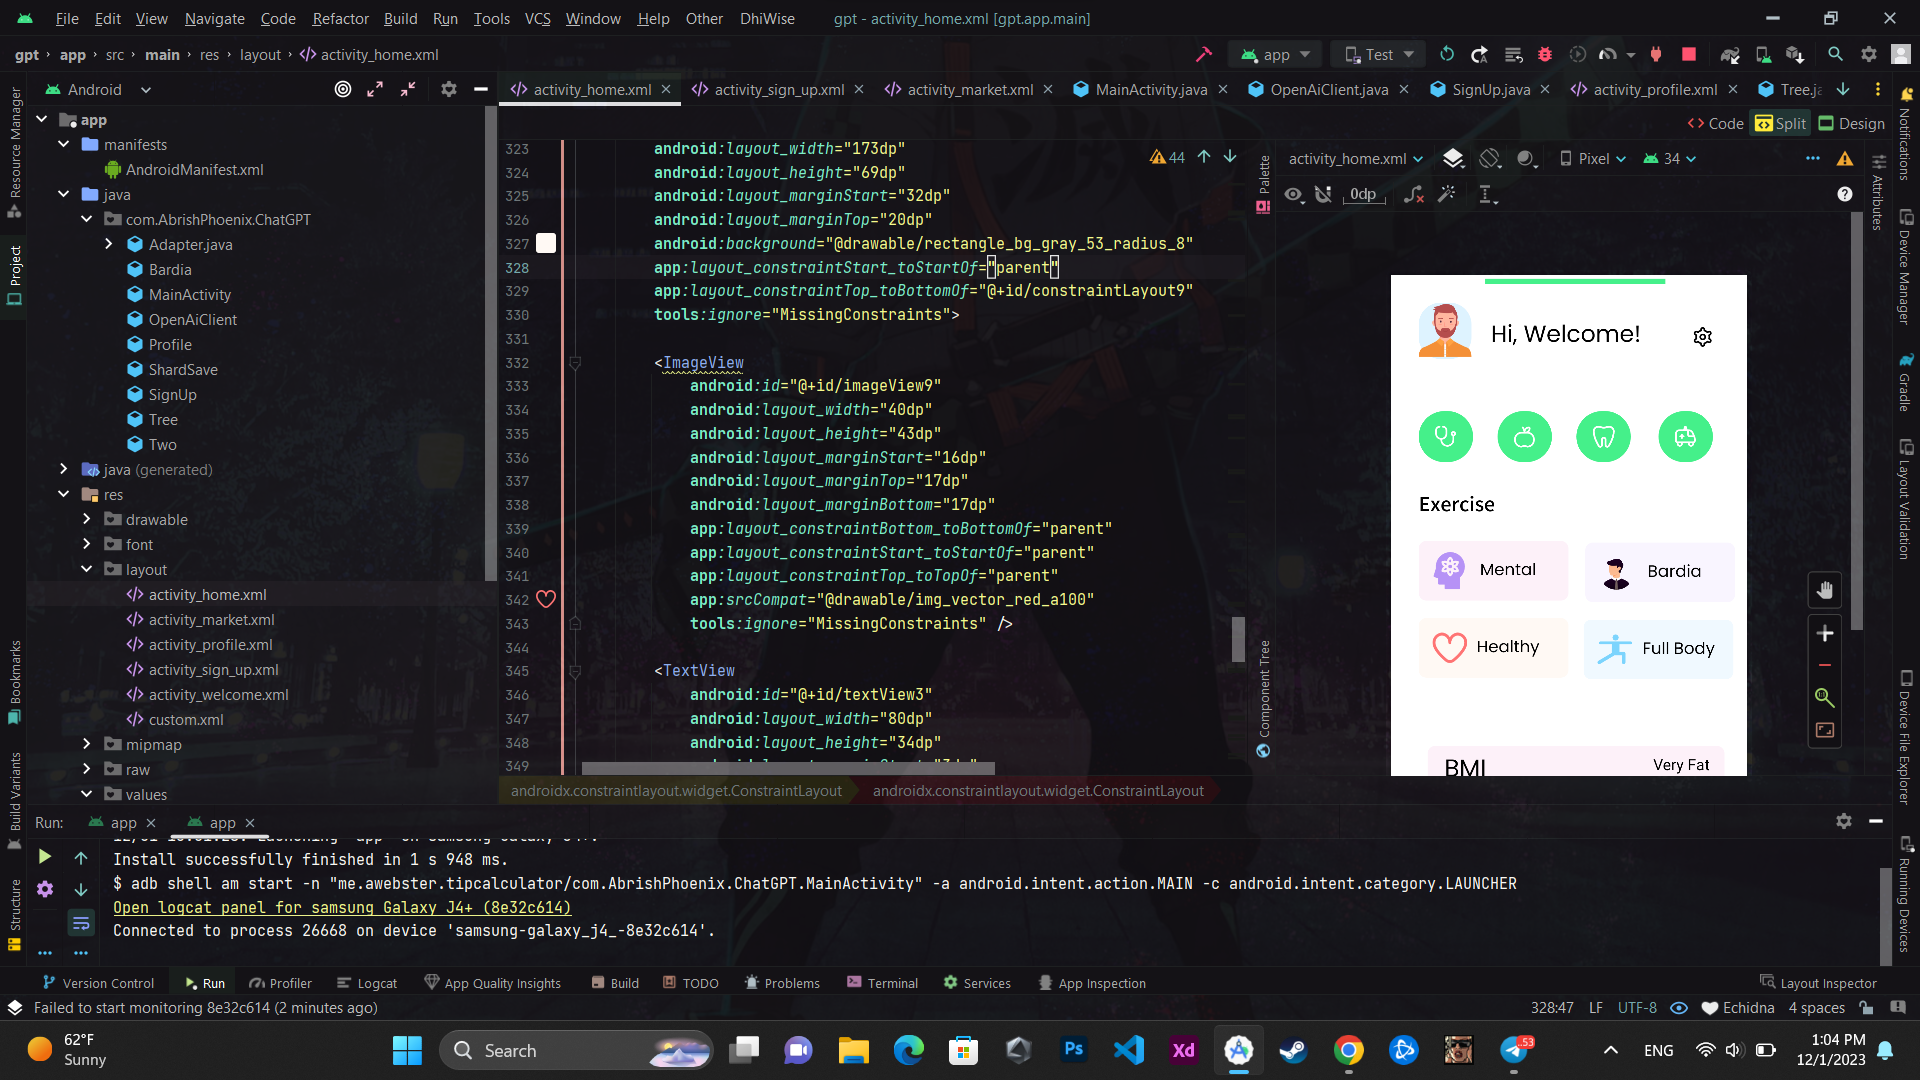 File Edit View Navigate Code Refactor Build Run Tools VCS Window Help Other DhiWise gpt - activity_home.xml [gpt.app.main]
gpt app src main res layout activity_home.xml app Test
Android
activity_home.xml activity_sign_up.xml activity_market.xml MainActivity.java OpenAiClient.java SignUp.java activity_profile.xml Tree.ja
Code Split Design
Resource Manager
Project
Bookmarks
Build Variants
Structure
app
manifests
AndroidManifest.xml
java
com.AbrishPhoenix.ChatGPT
Adapter.java
Bardia
MainActivity
OpenAiClient
Profile
ShardSave
SignUp
Tree
Two
java (generated)
res
drawable
font
layout
activity_home.xml
activity_market.xml
activity_profile.xml
activity_sign_up.xml
activity_welcome.xml
custom.xml
mipmap
raw
values
44
323 android:layout_width="173dp"
324 android:layout_height="69dp"
325 android:layout_marginStart="32dp"
326 android:layout_marginTop="20dp"
327 android:background="@drawable/rectangle_bg_gray_53_radius_8"
328 app:layout_constraintStart_toStartOf="parent"
329 app:layout_constraintTop_toBottomOf="@+id/constraintLayout9"
330 tools:ignore="MissingConstraints">
331
332 <ImageView
333 android:id="@+id/imageView9"
334 android:layout_width="40dp"
335 android:layout_height="43dp"
336 android:layout_marginStart="16dp"
337 android:layout_marginTop="17dp"
338 android:layout_marginBottom="17dp"
339 app:layout_constraintBottom_toBottomOf="parent"
340 app:layout_constraintStart_toStartOf="parent"
341 app:layout_constraintTop_toTopOf="parent"
342 app:srcCompat="@drawable/img_vector_red_a100"
343 tools:ignore="MissingConstraints" />
344
345 <TextView
346 android:id="@+id/textView3"
347 android:layout_width="80dp"
348 android:layout_height="34dp"
349
androidx.constraintlayout.widget.ConstraintLayout androidx.constraintlayout.widget.ConstraintLayout
Palette
Component Tree
activity_home.xml Pixel 34
0dp
Hi, Welcome!
Exercise
Mental Bardia
Healthy Full Body
BMI Very Fat
Attributes
Notifications
Device Manager
Gradle
Layout Validation
Device File Explorer
Running Devices
Run: app app
Install successfully finished in 1 s 948 ms.
$ adb shell am start -n "me.awebster.tipcalculator/com.AbrishPhoenix.ChatGPT.MainActivity" -a android.intent.action.MAIN -c android.intent.category.LAUNCHER
Open logcat panel for samsung Galaxy J4+ (8e32c614)
Connected to process 26668 on device 'samsung-galaxy_j4_-8e32c614'.
Version Control Run Profiler Logcat App Quality Insights Build TODO Problems Terminal Services App Inspection Layout Inspector
Failed to start monitoring 8e32c614 (2 minutes ago) 328:47 LF UTF-8 Echidna 4 spaces
62°F
Sunny
Search
Ps
Xd
53
ENG
1:04 PM
12/1/2023